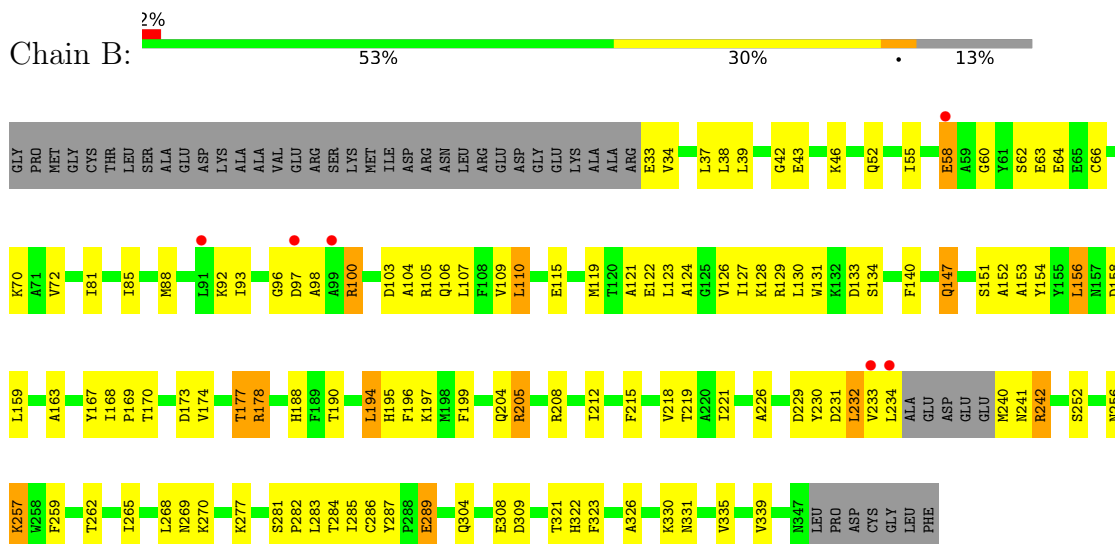 2%
Chain B:
53% 30% • 13%
GLY PRO MET GLY CYS THR LEU SER ALA GLU ASP LYS ALA ALA VAL GLU ARG SER LYS MET ILE ASP ARG ASN LEU ARG ASP GLY GLU LYS ALA ALA ARG E33 V34 L37 L38 L39 G42 E43 K46 Q52 I55 E58 A59 G60 Y61 S62 E63 E64 E65 C66
K70 A71 V72 I81 I85 M88 L91 K92 I93 G96 D97 A98 A99 R100 D103 A104 R105 Q106 L107 F108 V109 L110 E115 M119 T120 A121 E122 L123 A124 G125 V126 I127 K128 R129 L130 W131 K132 D133 S134 F140 Q147 S151 A152 A153 Y154 Y155 L156 N157 D158
L159 A163 Y167 I168 P169 T170 D173 V174 T177 R178 H188 F189 T190 L194 H195 F196 K197 M198 F199 Q204 R205 R208 I212 F215 V218 T219 A220 I221 A226 D229 Y230 D231 L232 V233 L234 ALA GLU ASP GLU GLU M240 N241 R242 S252 N256
K257 W258 F259 T262 I265 L268 N269 K270 K277 S281 P282 L283 T284 I285 C286 Y287 P288 E289 Q304 E308 D309 T321 H322 F323 A326 K330 N331 V335 V339 N347 LEU PRO ASP CYS GLY LEU PHE